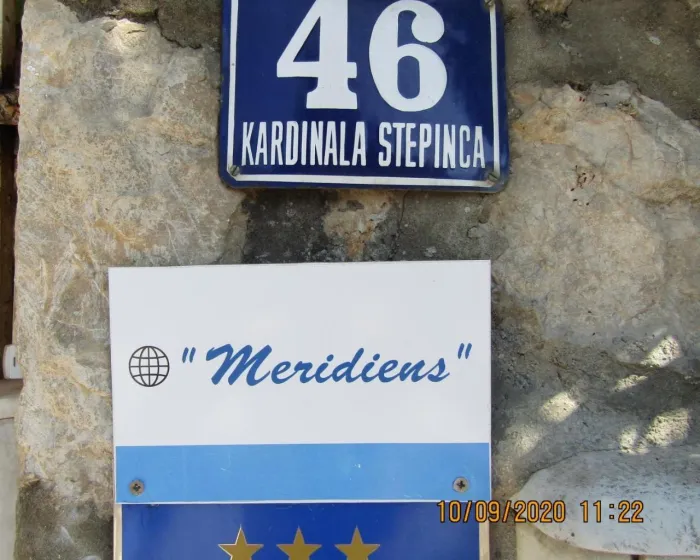 46
KARDINALA STEPINCA
"Meridiens"
10/09/2020 11:22